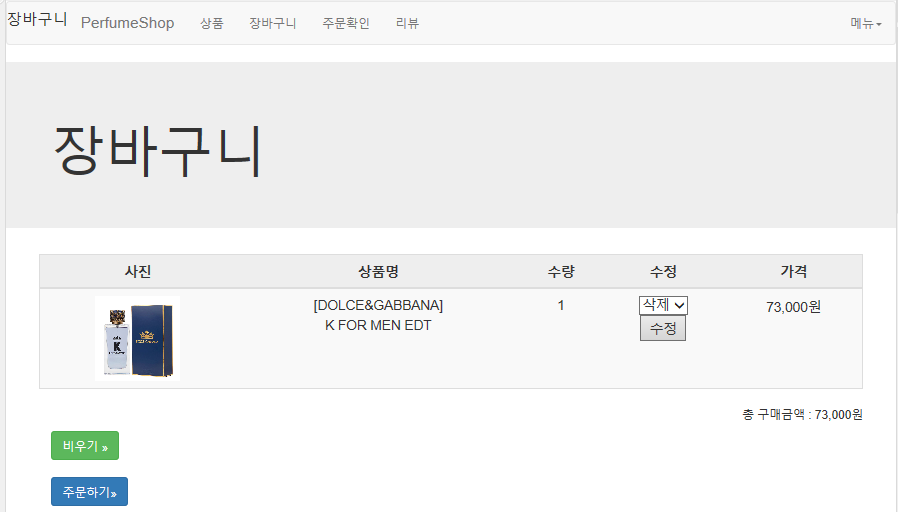 장바구니 PerfumeShop 상품 장바구니 주문확인 리뷰 메뉴
장바구니
사진 상품명 수량 수정 가격
[DOLCE&GABBANA] 1 삭제 73,000원
K FOR MEN EDT 수정
K
총 구매금액 : 73,000원
비우기 »
주문하기»